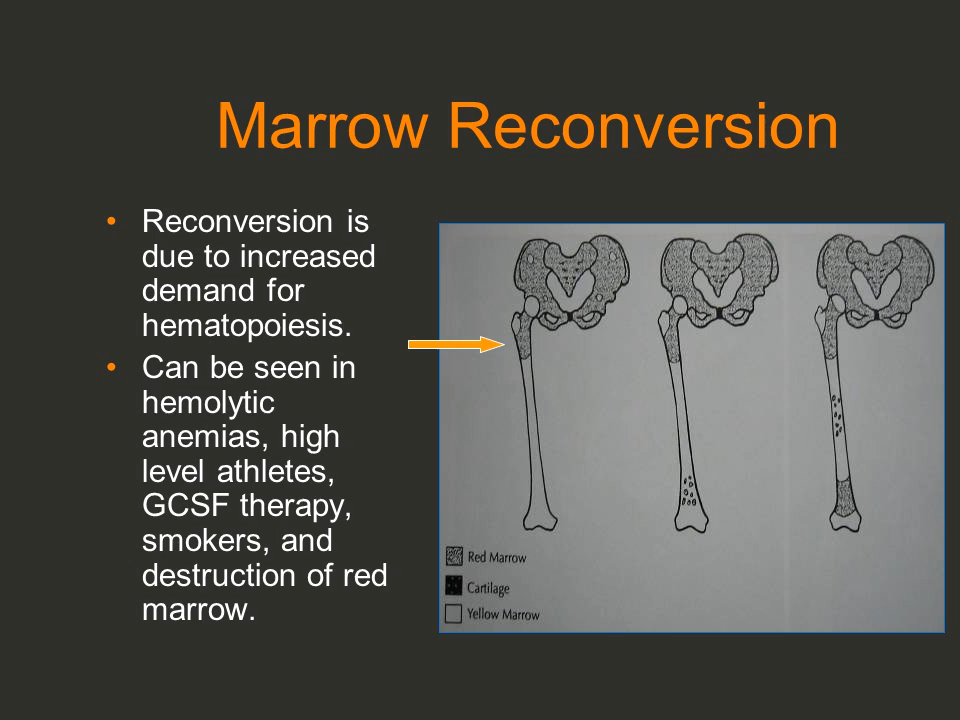 Marrow Reconversion
• Reconversion is
due to increased
demand for
hematopoiesis.
• Can be seen in
hemolytic
anemias, high
level athletes,
GCSF therapy,
smokers, and
destruction of red
marrow.
Red Marrow
Cartilage
Yellow Marrow